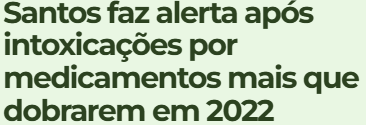 Santos faz alerta após
intoxicações por
medicamentos mais que
dobrarem em 2022